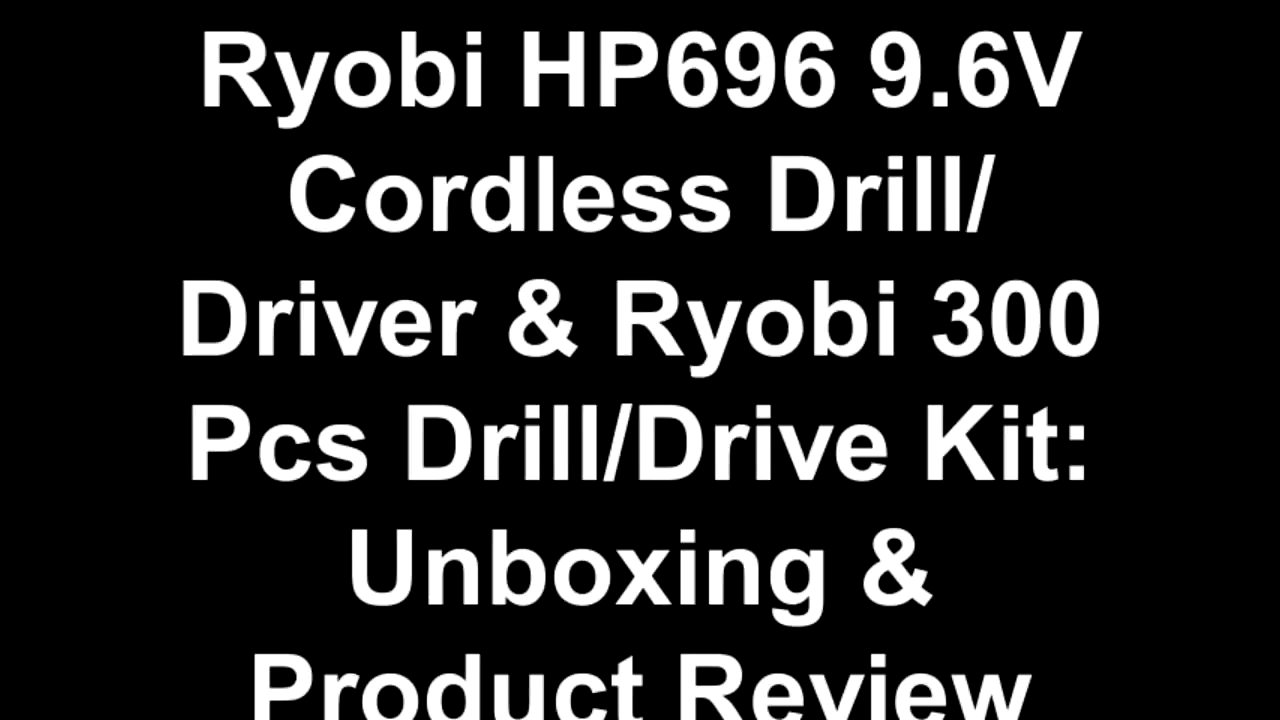 Ryobi HP696 9.6V
Cordless Drill/
Driver & Ryobi 300
Pcs Drill/Drive Kit:
Unboxing &
Product Review